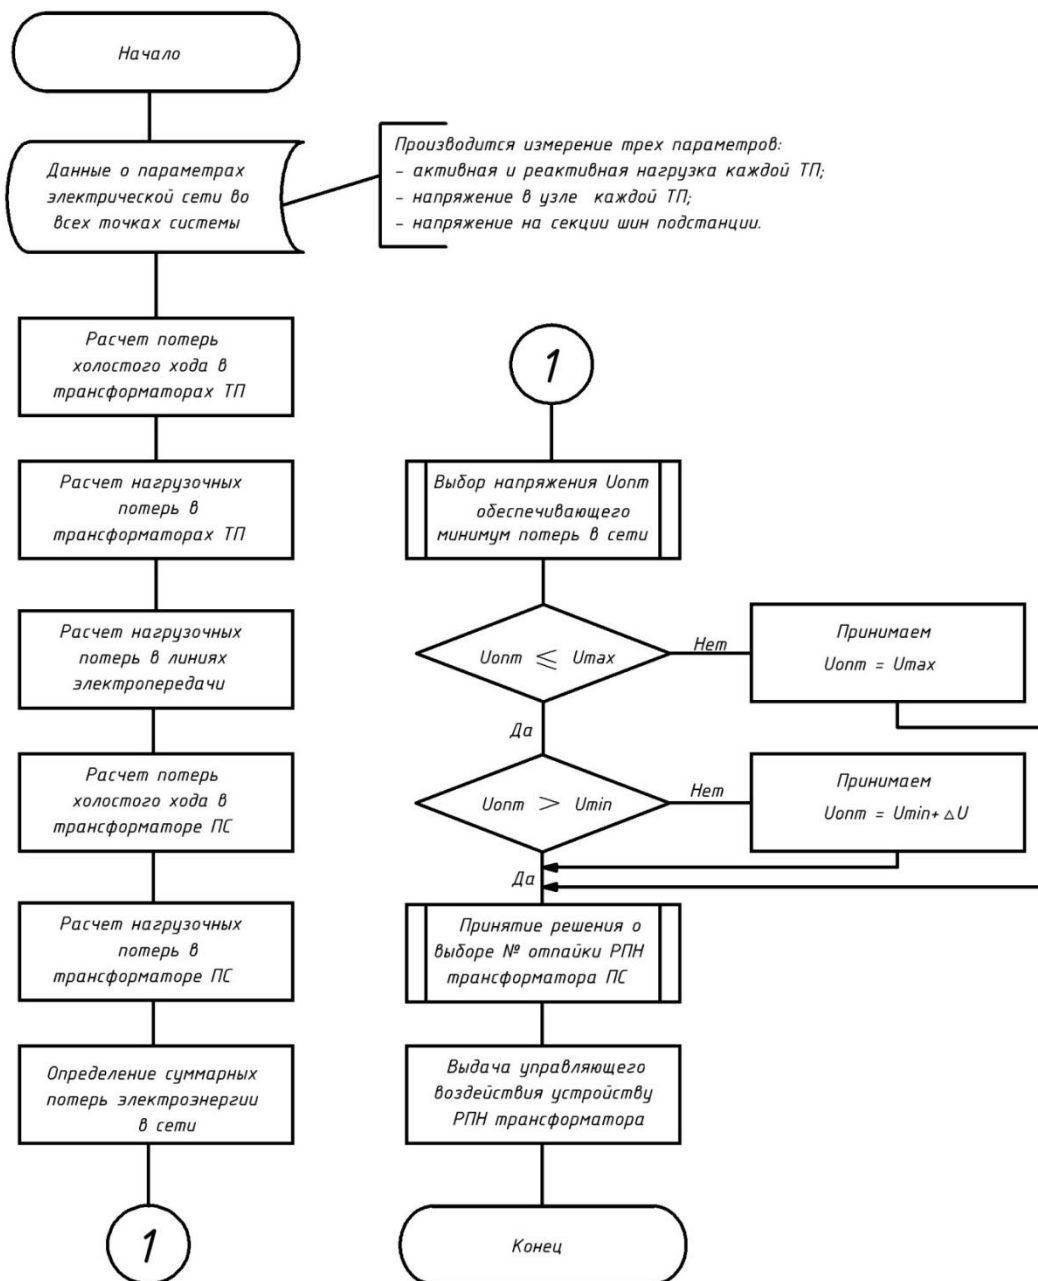 Начало
Данные о параметрах
электрической сети во
всех точках системы
Производится измерение трех параметров:
- активная и реактивная нагрузка каждой ТП;
- напряжение в узле каждой ТП;
- напряжение на секции шин подстанции.
Расчет потерь
холостого хода в
трансформаторах ТП
Расчет нагрузочных
потерь в
трансформаторах ТП
Расчет нагрузочных
потерь в линиях
электропередачи
Расчет потерь
холостого хода в
трансформаторе ПС
Расчет нагрузочных
потерь в
трансформаторе ПС
Определение суммарных
потерь электроэнергии
в сети
1
1
Выбор напряжения Uопт
обеспечивающего
минимум потерь в сети
Uопт ⩽ Umax
Нет
Принимаем
Uопт = Umax
Да
Uопт > Umin
Нет
Принимаем
Uопт = Umin+ △U
Да
Принятие решения о
выборе № отпайки РПН
трансформатора ПС
Выдача управляющего
воздействия устройству
РПН трансформатора
Конец